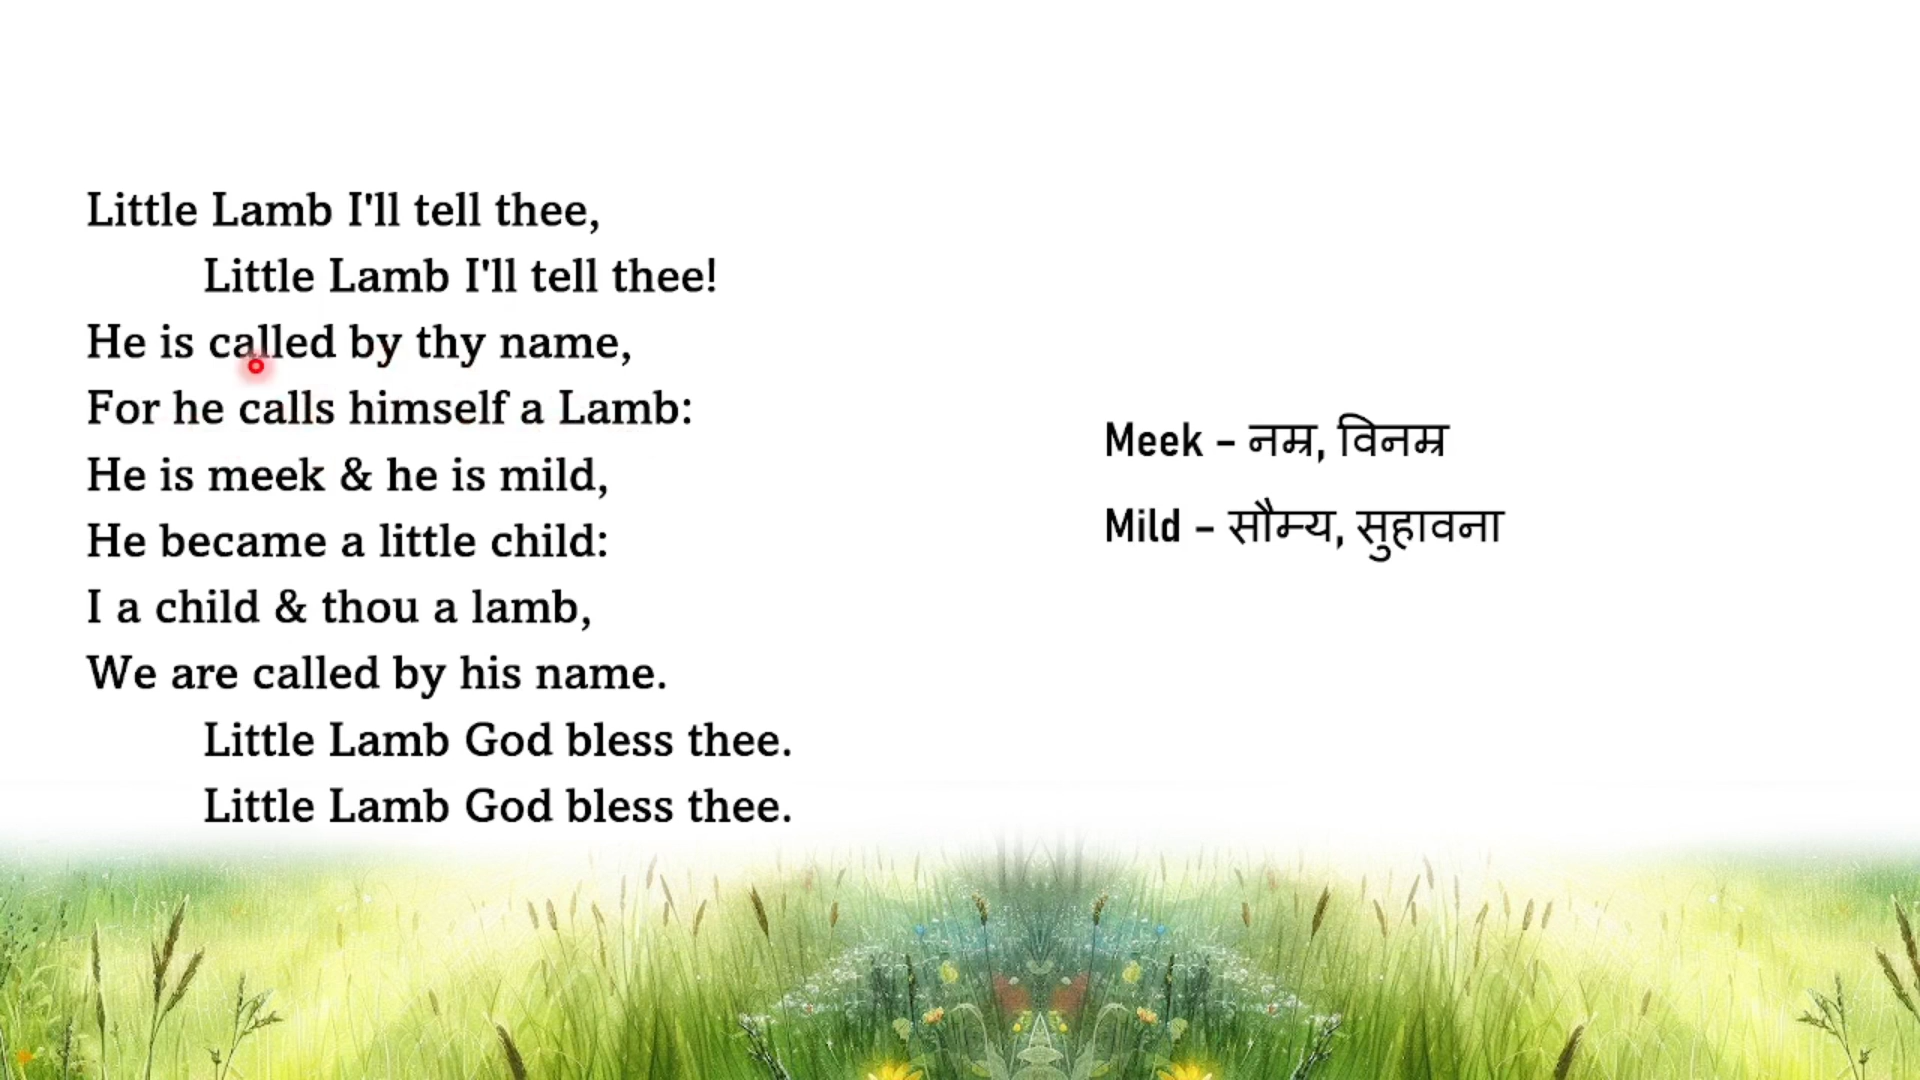 Little Lamb I'll tell thee,
Little Lamb I'll tell thee!
He is called by thy name,
For he calls himself a Lamb:
He is meek & he is mild,
He became a little child:
I a child & thou a lamb,
We are called by his name.
Little Lamb God bless thee.
Little Lamb God bless thee.
Meek – नम्र, विनम्र
Mild – सौम्य, सुहावना